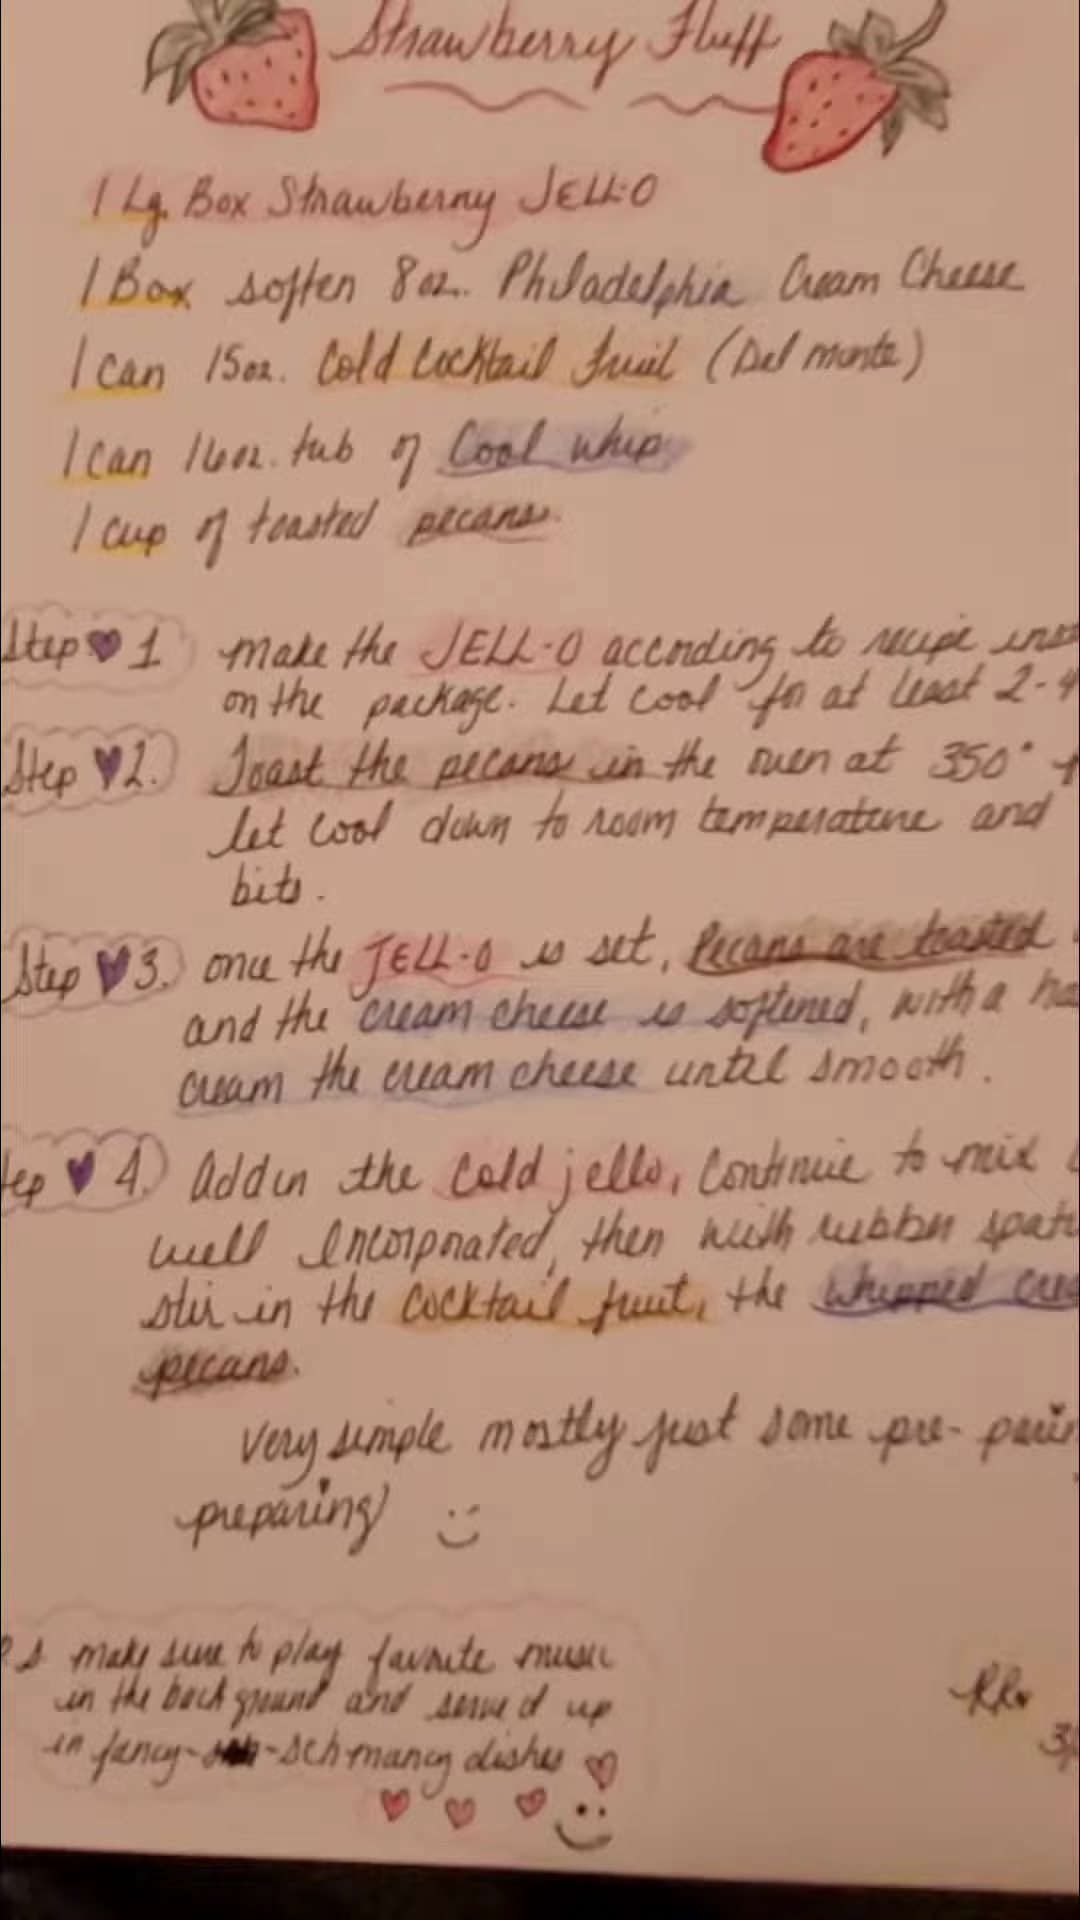 Strawberry Fluff
1 Lg. Box Strawberry JELL-O
1 Box soften 8 oz. Philadelphia Cream Cheese
1 can 15oz. Cold Cocktail Fruit (Del monte)
1 can 16oz. tub of Cool whip
1 cup of toasted pecans.
Step 1 make the JELL-O according to recipe
on the package. Let cool for at least 2-4
Step 2. Toast the pecans in the oven at 350°
let cool down to room temperature and
bits.
Step 3. once the JELL-O is set, Pecans are toasted
and the cream cheese is softened, with a
cream the cream cheese until smooth.
4. Add in the Cold jello, Continue to mix
well Incorporated, then with rubber
stir in the cocktail fruit, the whipped
pecans.
very simple mostly just some pre-
preparing)
make sure to play favorite music
in the back ground and served up
in fancy- -schmancy dishes